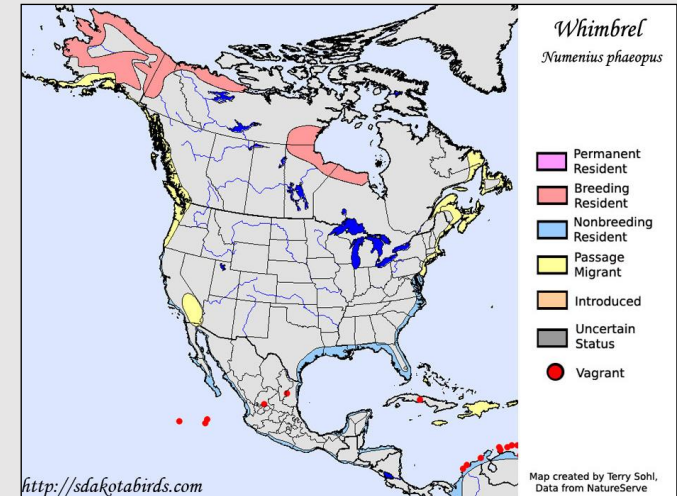 Whimbrel
Numenius phaeopus
Permanent
Resident
Breeding
Resident
Nonbreeding
Resident
Passage
Migrant
Introduced
Uncertain
Status
Vagrant
http://sdakotabirds.com
Map created by Terry Sohl,
Data from NatureServe